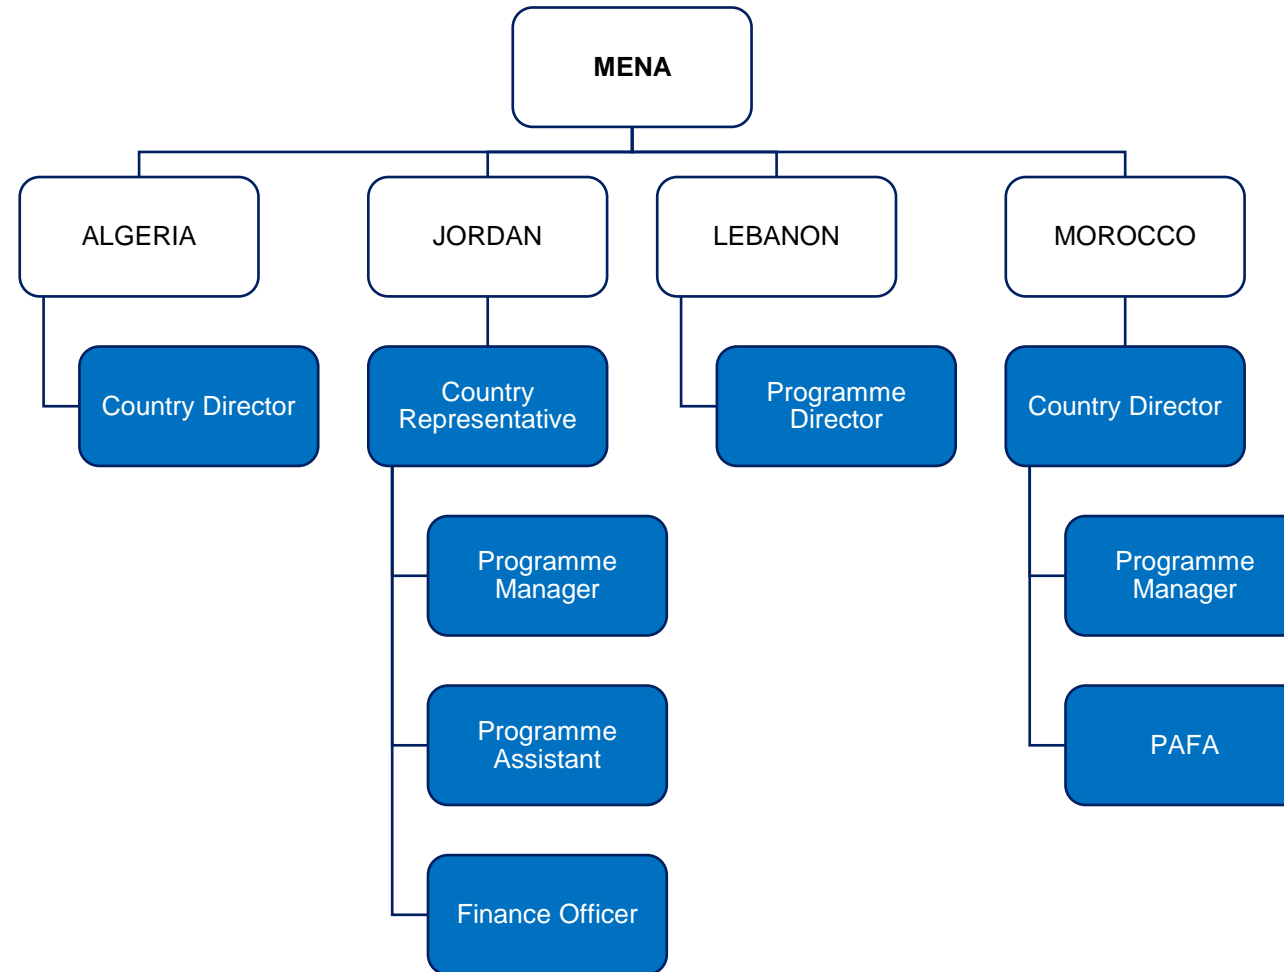 MENA
ALGERIA
JORDAN
LEBANON
MOROCCO
Country Director
Country
Representative
Programme
Director
Country Director
Programme
Manager
Programme
Manager
Programme
Assistant
PAFA
Finance Officer